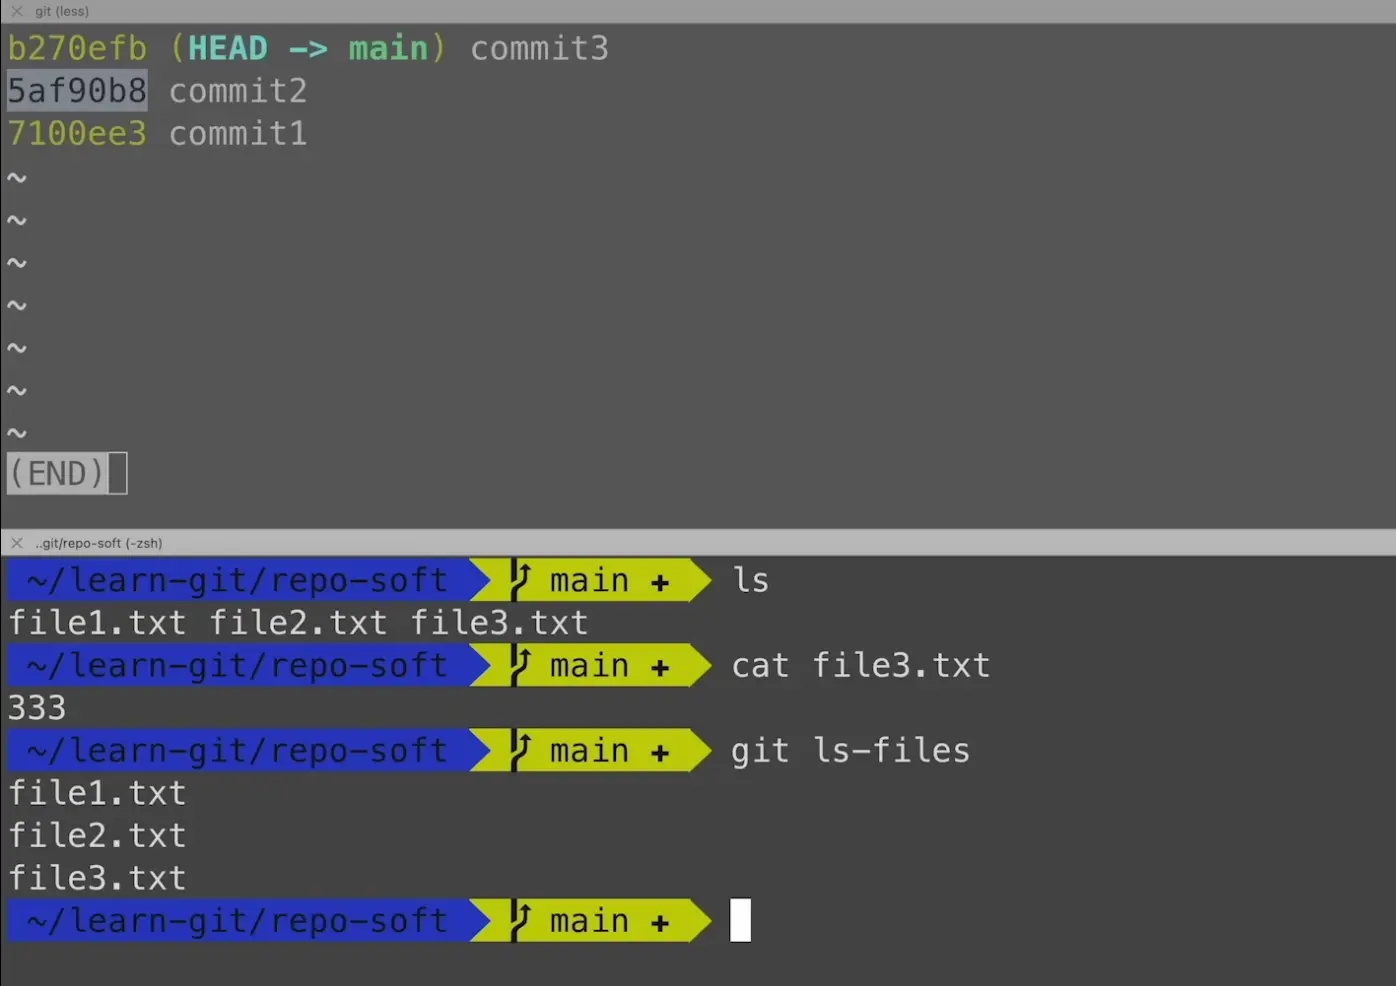 git (less)
b270efb (HEAD -> main) commit3
5af90b8 commit2
7100ee3 commit1
~
~
~
~
~
~
~
(END)
..git/repo-soft (-zsh)
~/learn-git/repo-soft main + ls
file1.txt file2.txt file3.txt
~/learn-git/repo-soft main + cat file3.txt
333
~/learn-git/repo-soft main + git ls-files
file1.txt
file2.txt
file3.txt
~/learn-git/repo-soft main +